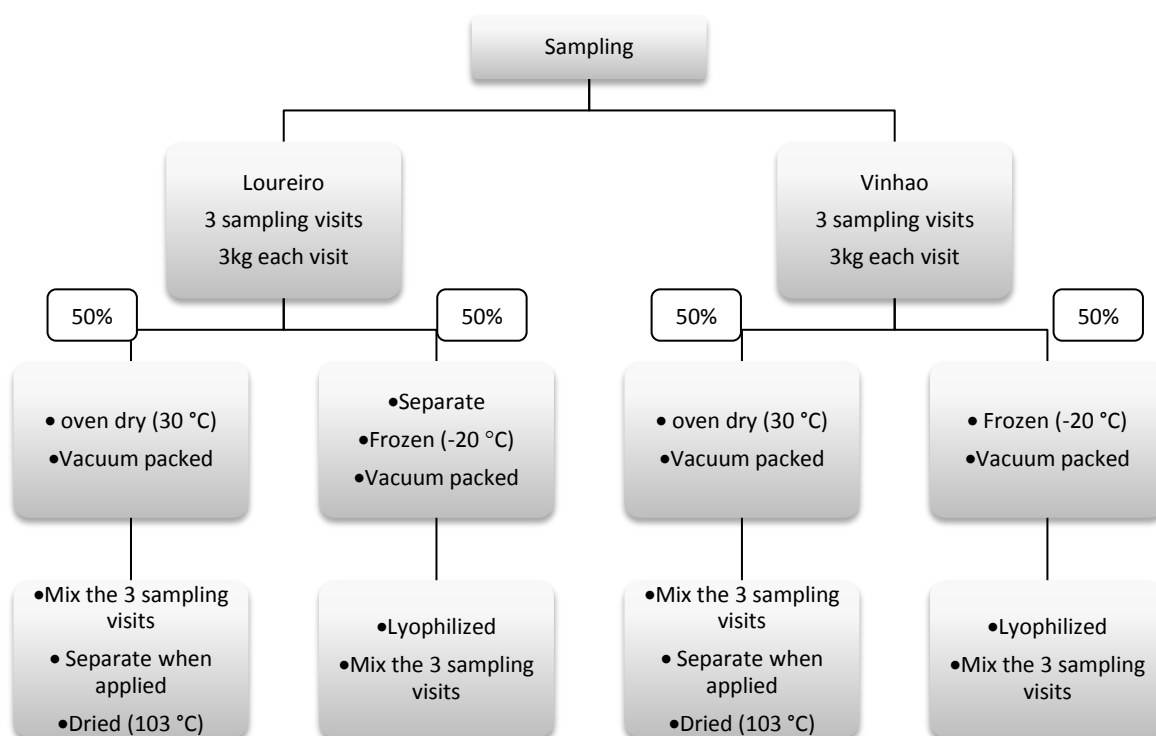 Sampling
Loureiro
3 sampling visits
3kg each visit
Vinhao
3 sampling visits
3kg each visit
50%
50%
50%
50%
• oven dry (30 °C)
•Vacuum packed
•Separate
•Frozen (-20 °C)
•Vacuum packed
• oven dry (30 °C)
•Vacuum packed
• Frozen (-20 °C)
•Vacuum packed
•Mix the 3 sampling
visits
• Separate when
applied
•Dried (103 °C)
•Lyophilized
•Mix the 3 sampling
visits
•Mix the 3 sampling
visits
• Separate when
applied
•Dried (103 °C)
•Lyophilized
•Mix the 3 sampling
visits